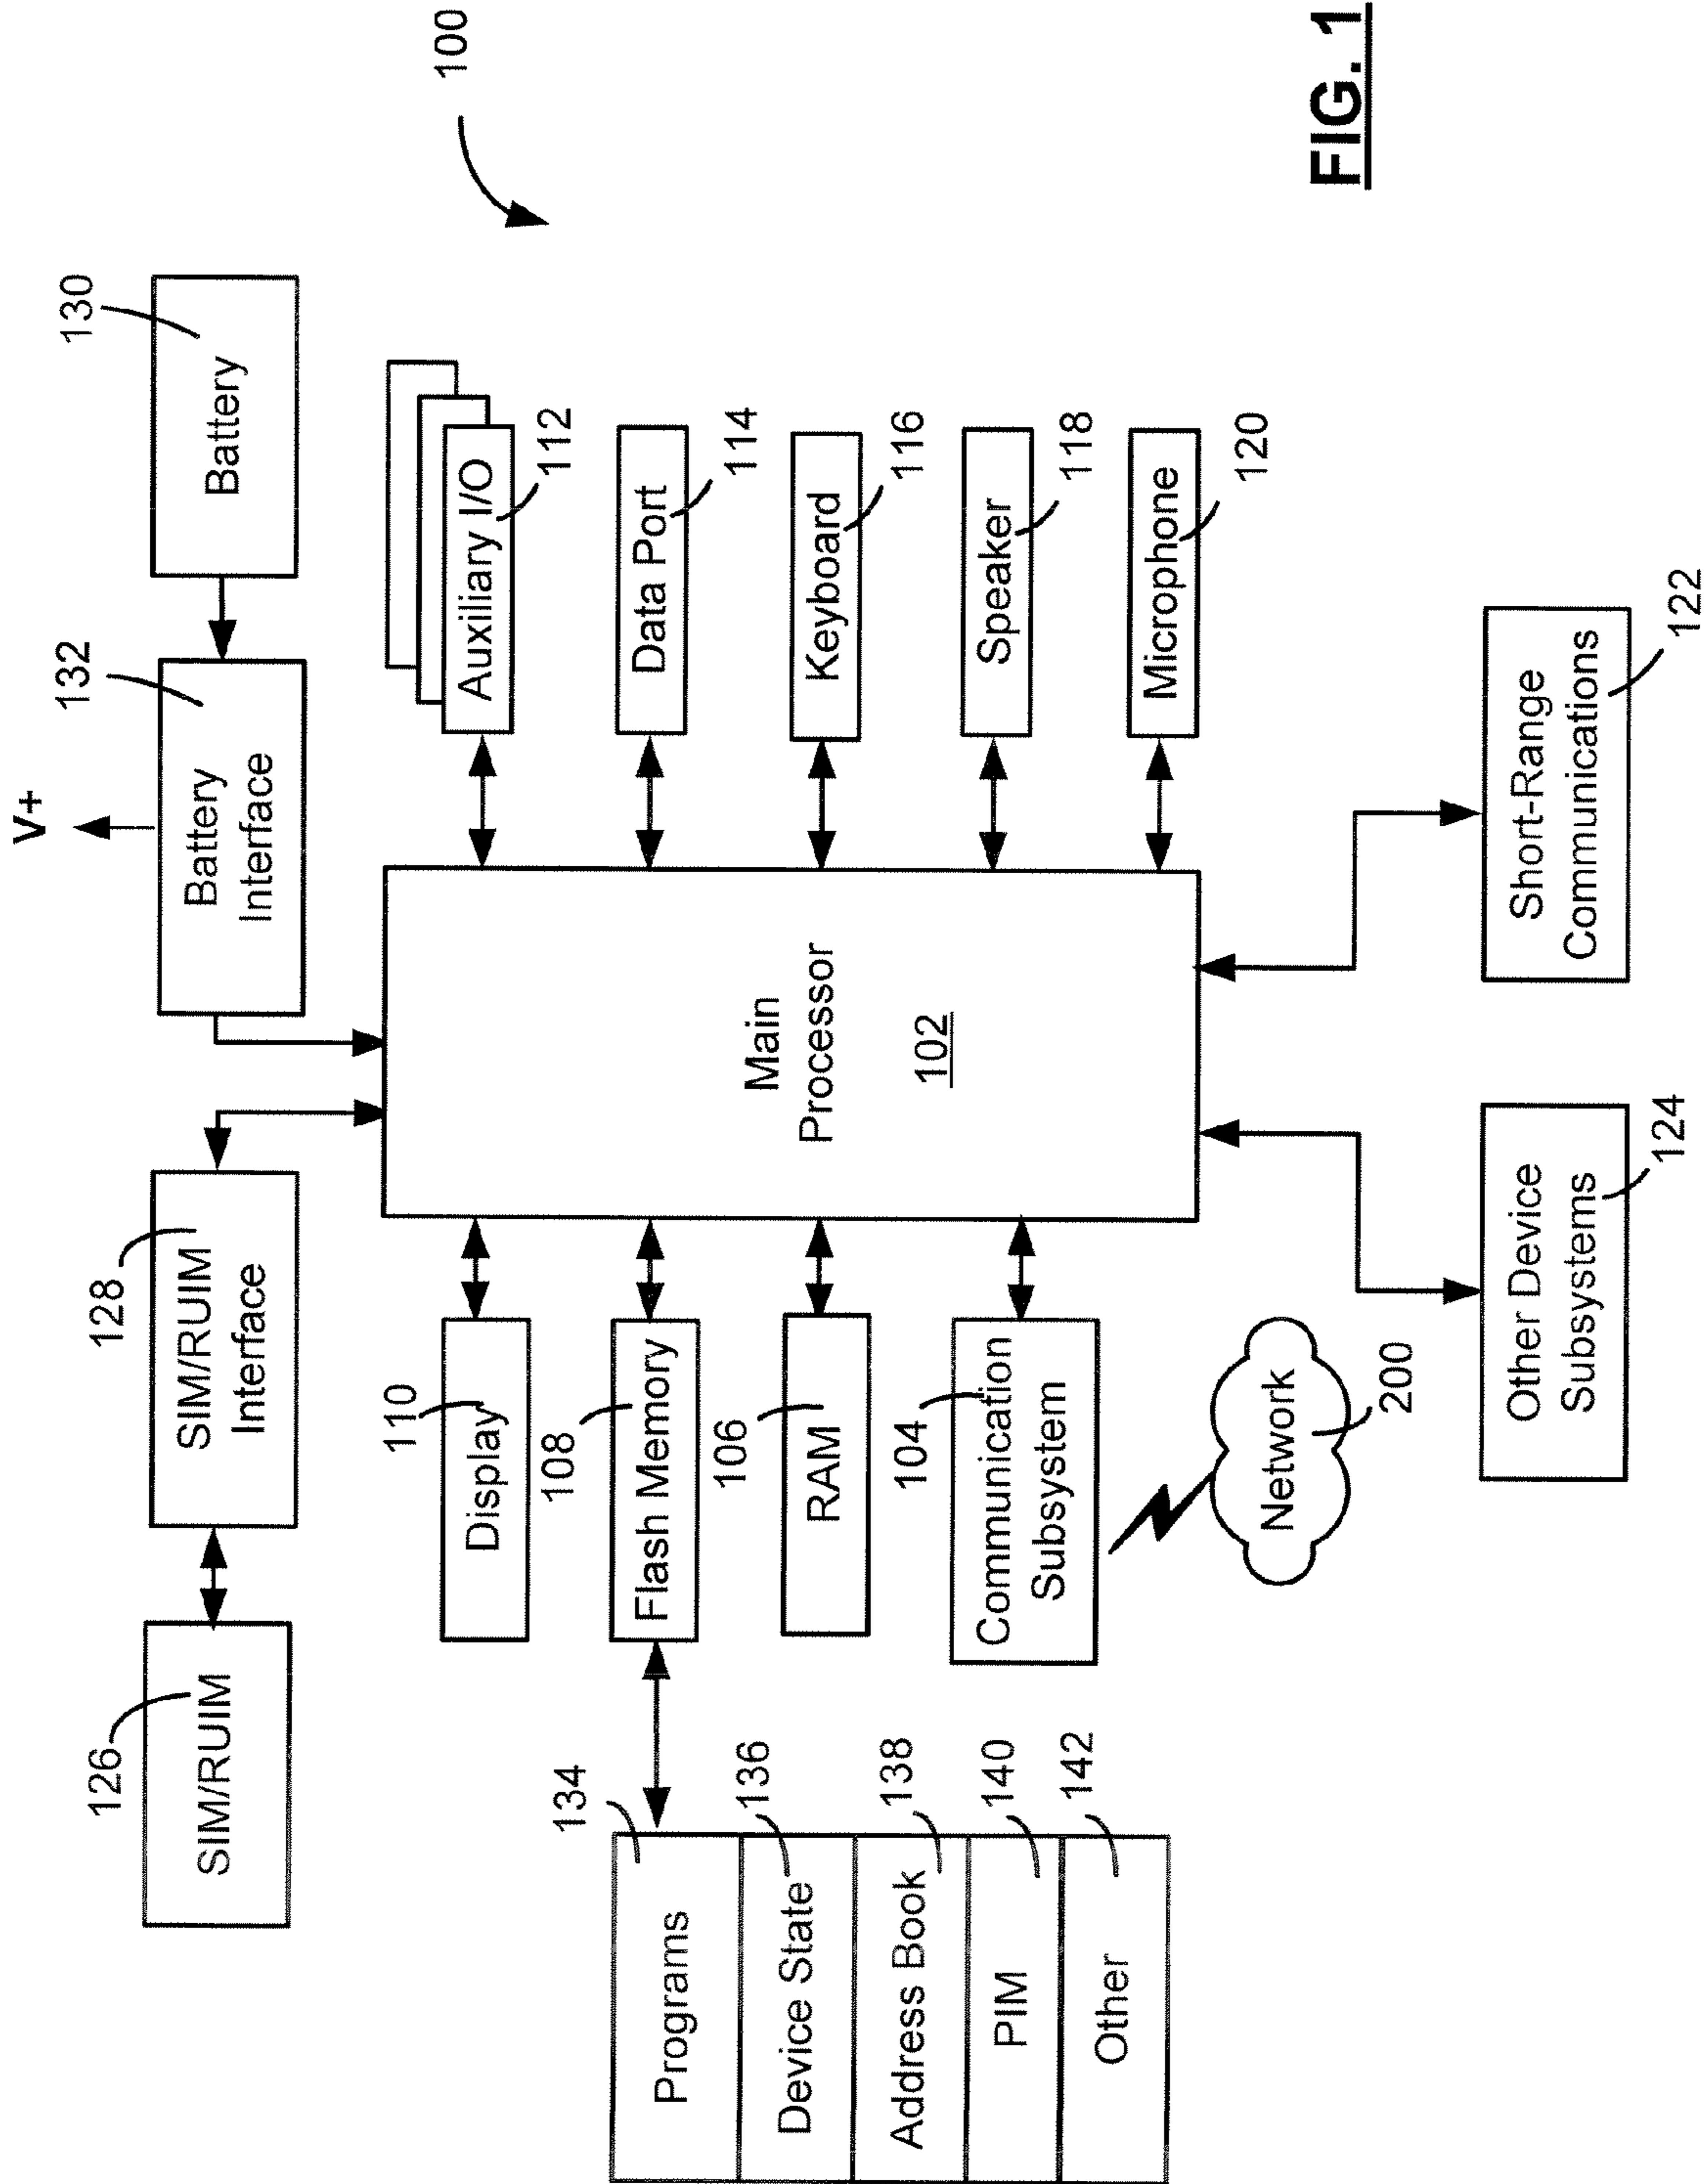 126
SIM/RUIM
128
SIM/RUIM
Interface
V+
132
Battery
Interface
130
Battery
100
134
Programs
136
Device State
138
Address Book
140
PIM
142
Other
110
Display
108
Flash Memory
106
RAM
104
Communication
Subsystem
Network
200
Main
Processor
102
Auxiliary I/O
112
Data Port
114
Keyboard
116
Speaker
118
Microphone
120
Other Device
Subsystems
124
Short-Range
Communications
122
FIG. 1